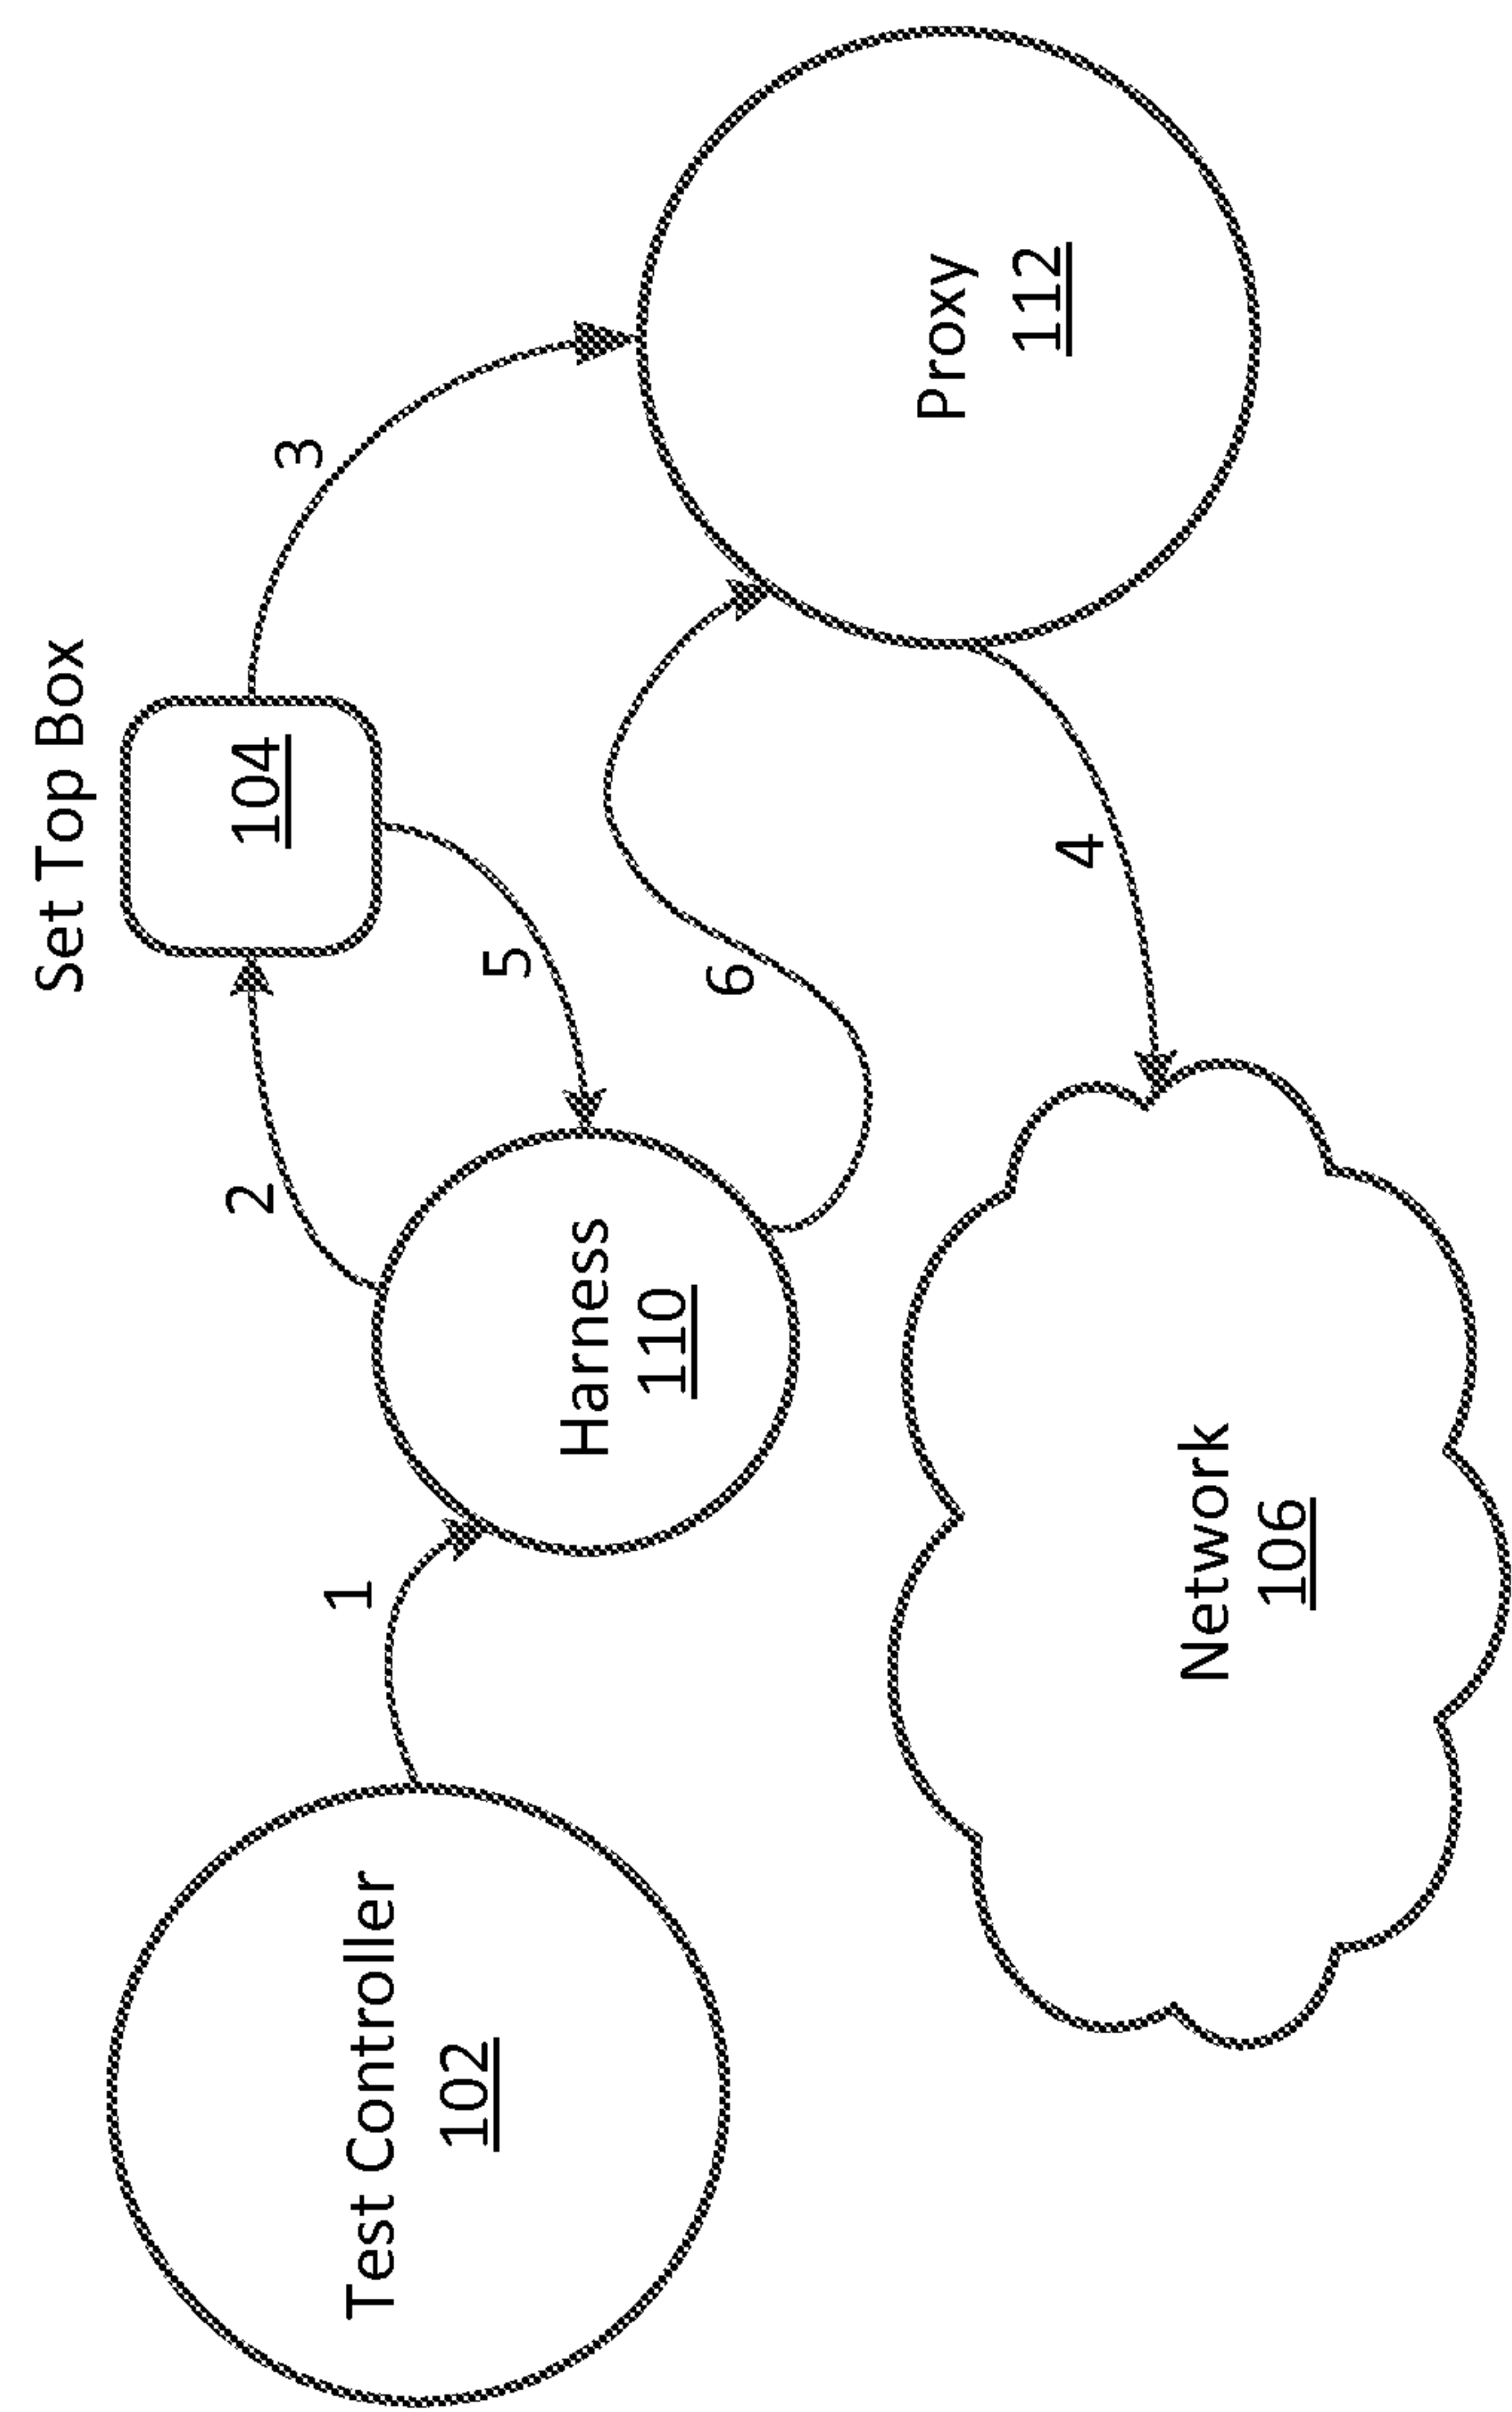 Set Top Box
104
3
2
5
1
6
Harness
110
Test Controller
102
Proxy
112
4
Network
106